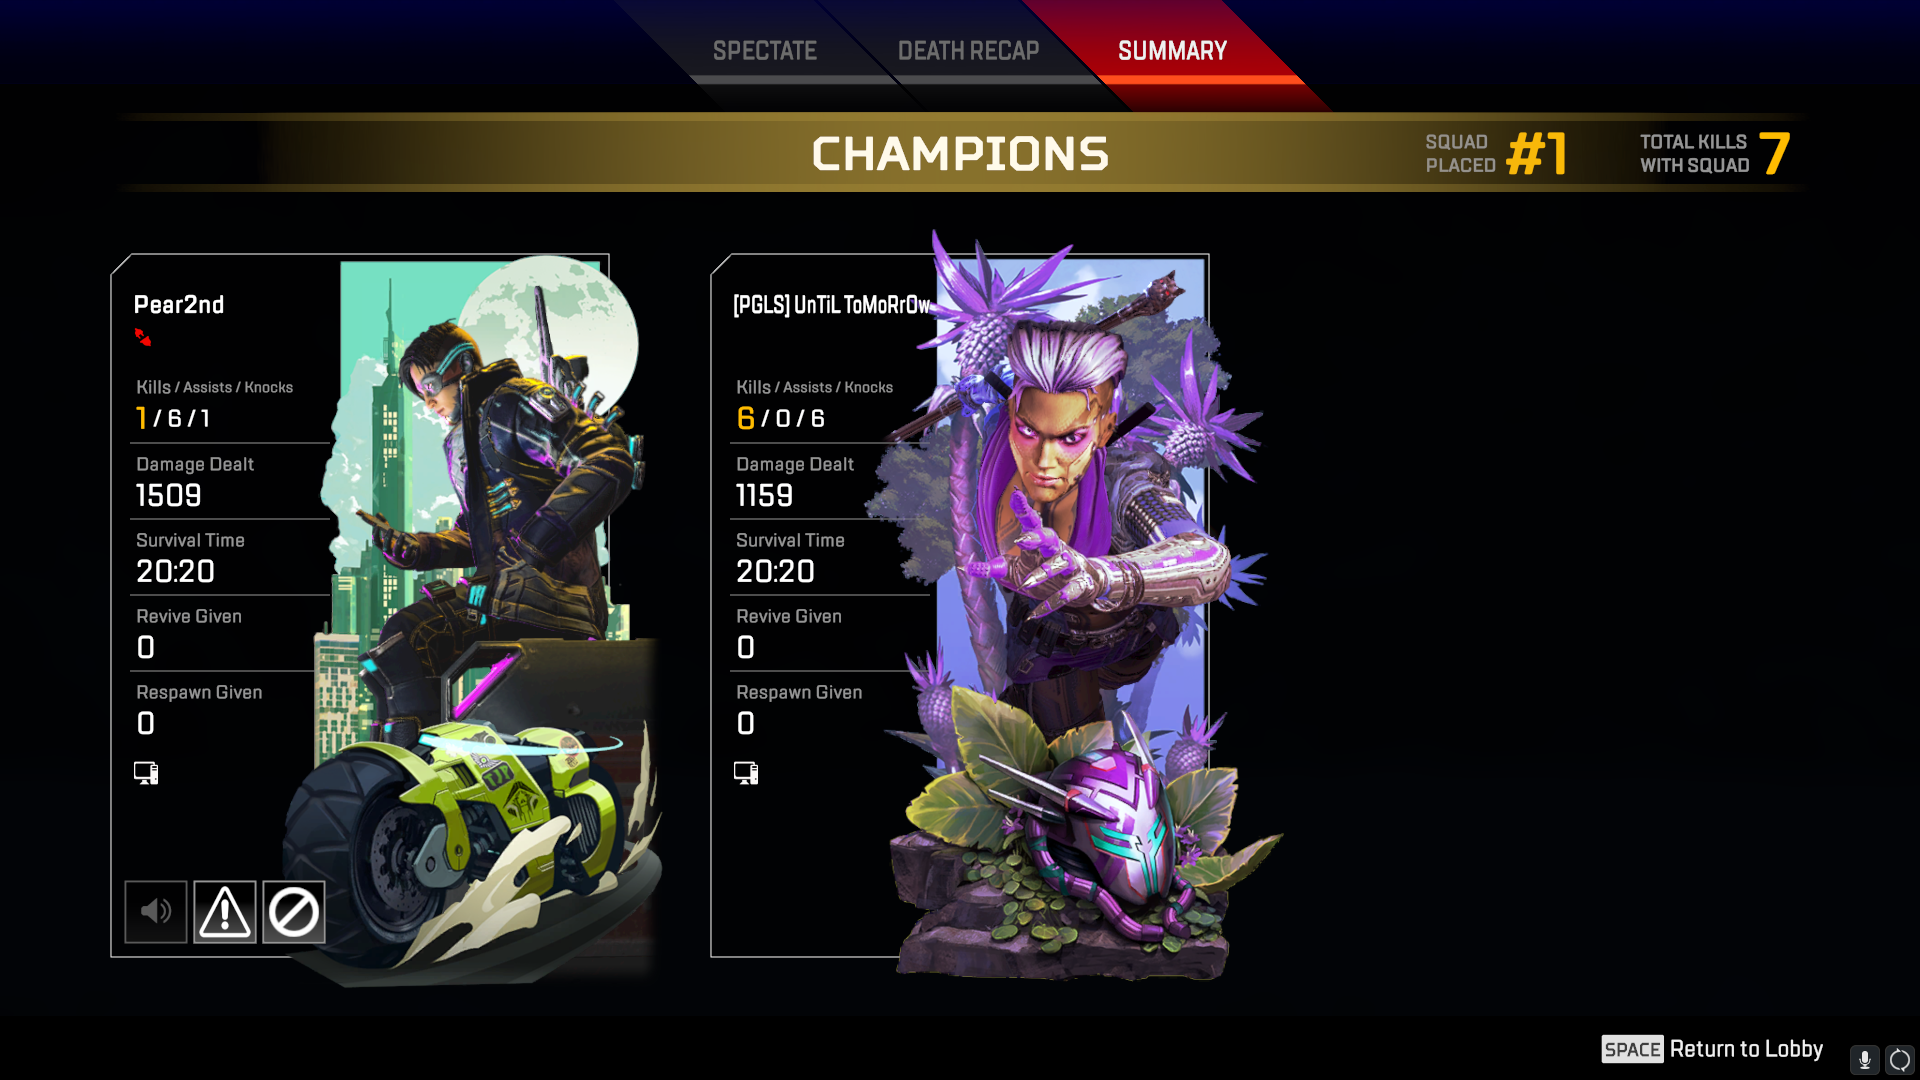 SPECTATE
DEATH RECAP
SUMMARY
CHAMPIONS
SQUAD
PLACED
#1
TOTAL KILLS
WITH SQUAD
7
Pear2nd
Kills / Assists / Knocks
1 / 6 / 1
Damage Dealt
1509
Survival Time
20:20
Revive Given
0
Respawn Given
0
[PGLS] UnTiL ToMoRrOw
Kills / Assists / Knocks
6 / 0 / 6
Damage Dealt
1159
Survival Time
20:20
Revive Given
0
Respawn Given
0
SPACE Return to Lobby